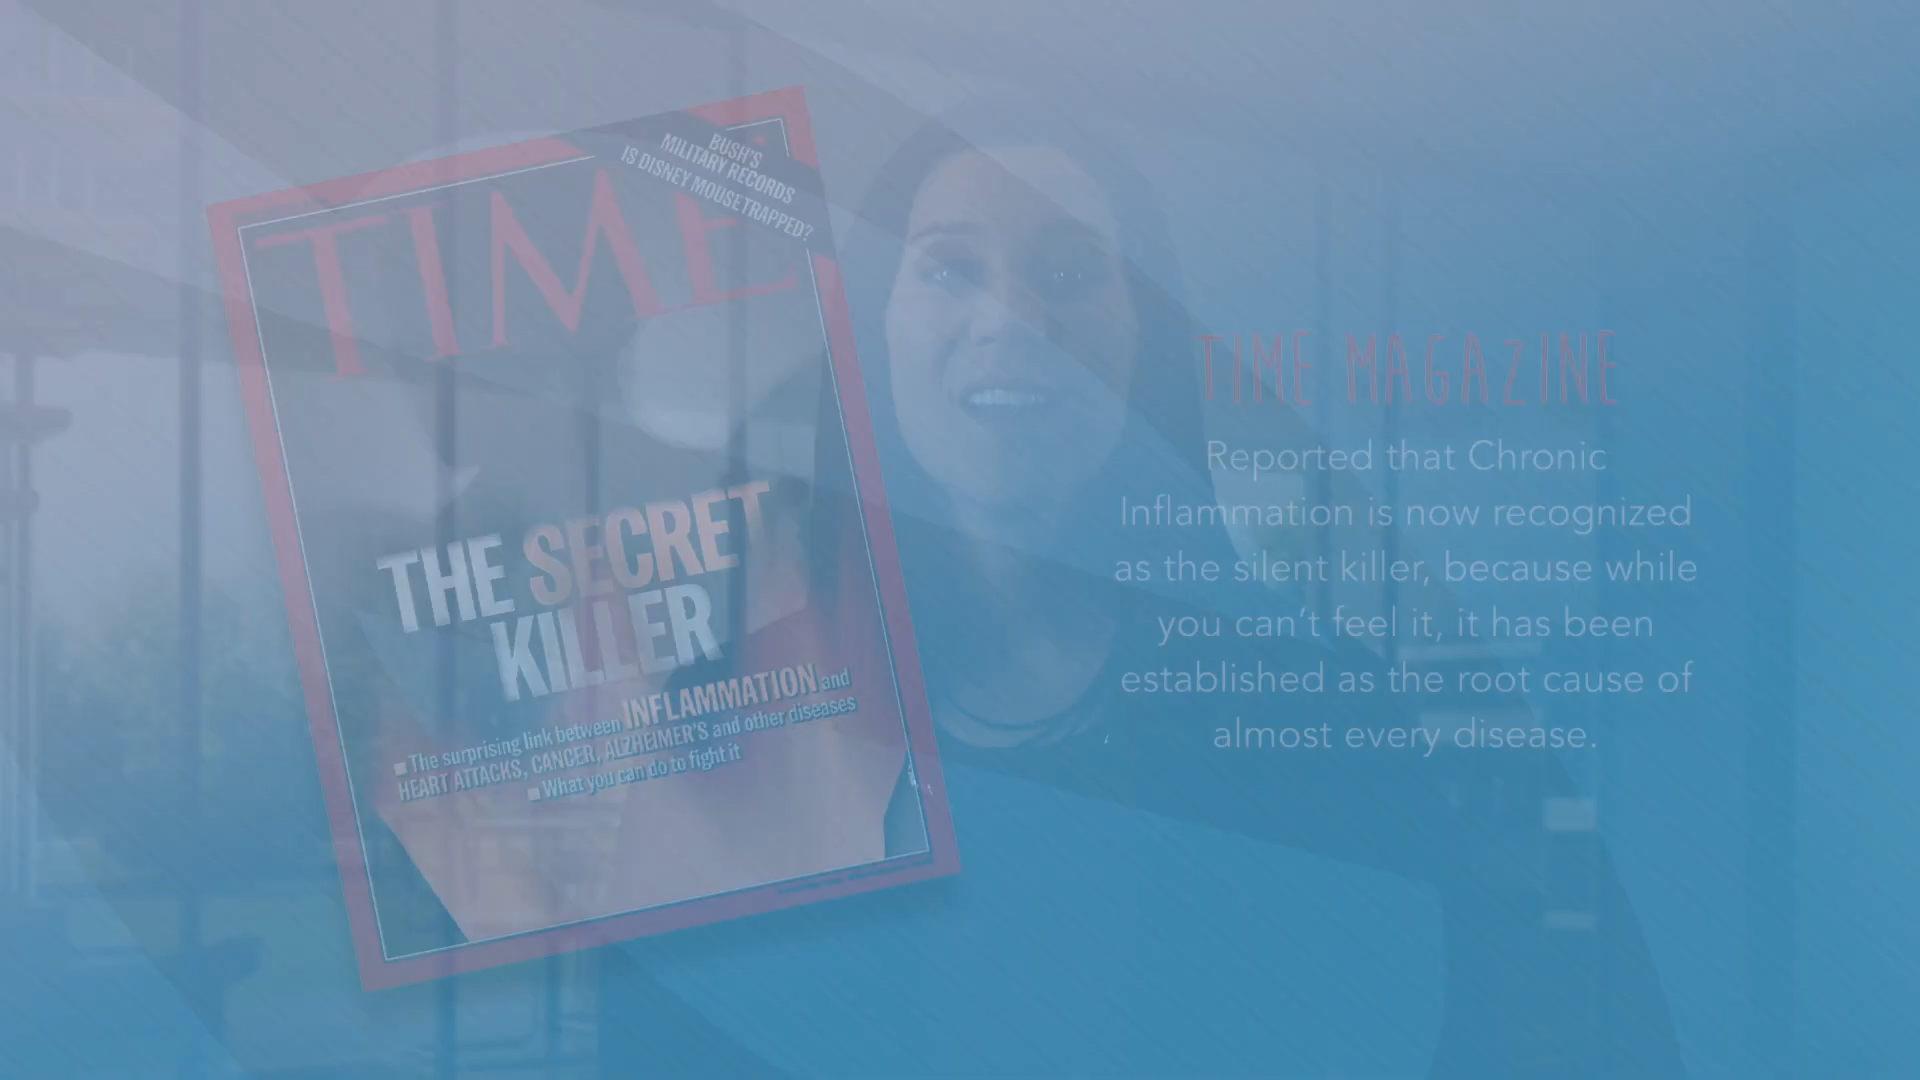 BUSH'S
MILITARY RECORDS
IS DISNEY MOUSETRAPPED?
TIME
THE SECRET
KILLER
The surprising link between INFLAMMATION and
HEART ATTACKS, CANCER, ALZHEIMER'S and other diseases
What you can do to fight it
TIME MAGAZINE
Reported that Chronic
Inflammation is now recognized
as the silent killer, because while
you can't feel it, it has been
established as the root cause of
almost every disease.